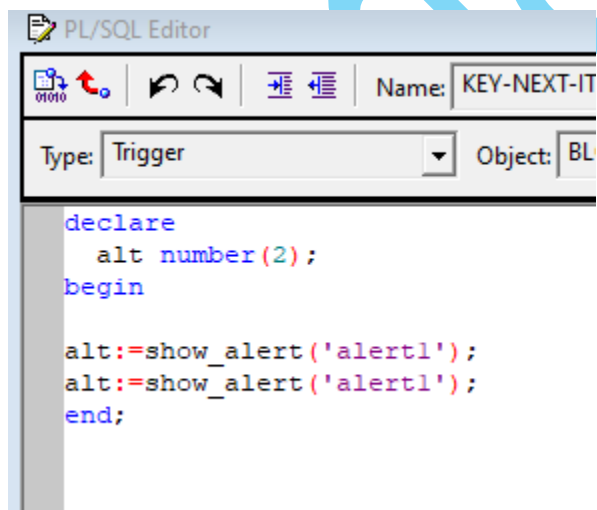 PL/SQL Editor
Name: KEY-NEXT-IT
Type: Trigger Object: BL
declare
alt number(2);
begin
alt:=show_alert('alert1');
alt:=show_alert('alert1');
end;